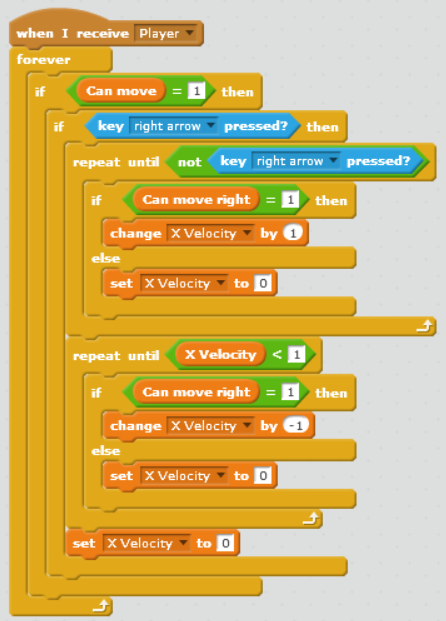 when I receive Player
forever
if Can move = 1 then
if key right arrow pressed? then
repeat until not key right arrow pressed?
if Can move right = 1 then
change X Velocity by 1
else
set X Velocity to 0
repeat until X Velocity < 1
if Can move right = 1 then
change X Velocity by -1
else
set X Velocity to 0
set X Velocity to 0